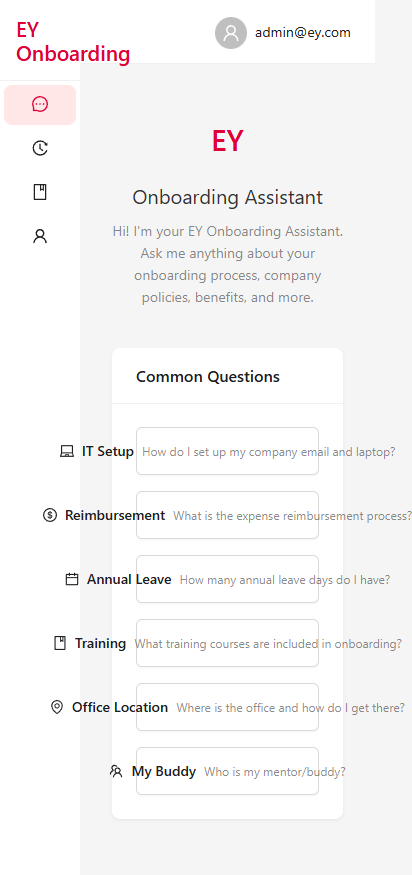 EY
Onboarding
admin@ey.com
EY
Onboarding Assistant
Hi! I'm your EY Onboarding Assistant.
Ask me anything about your
onboarding process, company
policies, benefits, and more.
Common Questions
IT Setup How do I set up my company email and laptop?
Reimbursement What is the expense reimbursement process?
Annual Leave How many annual leave days do I have?
Training What training courses are included in onboarding?
Office Location Where is the office and how do I get there?
My Buddy Who is my mentor/buddy?